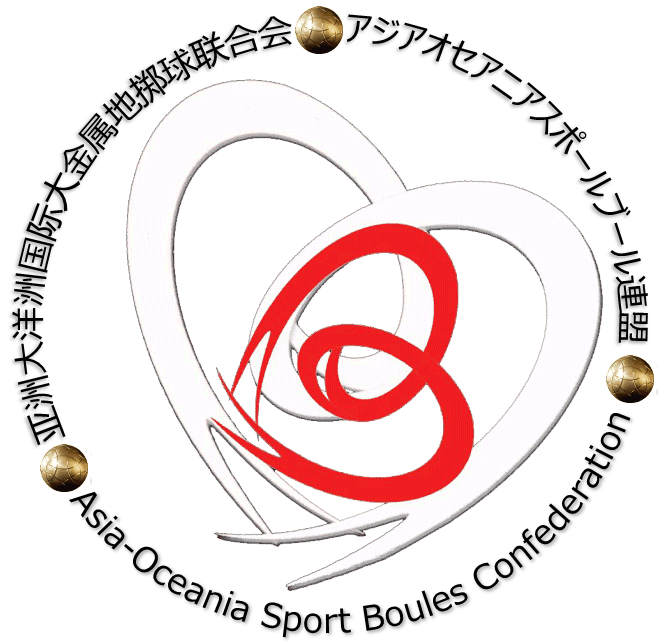 亚洲大洋洲国际大金属地掷球联合会
アジアオセアニアスポールブール連盟
Asia-Oceania Sport Boules Confederation